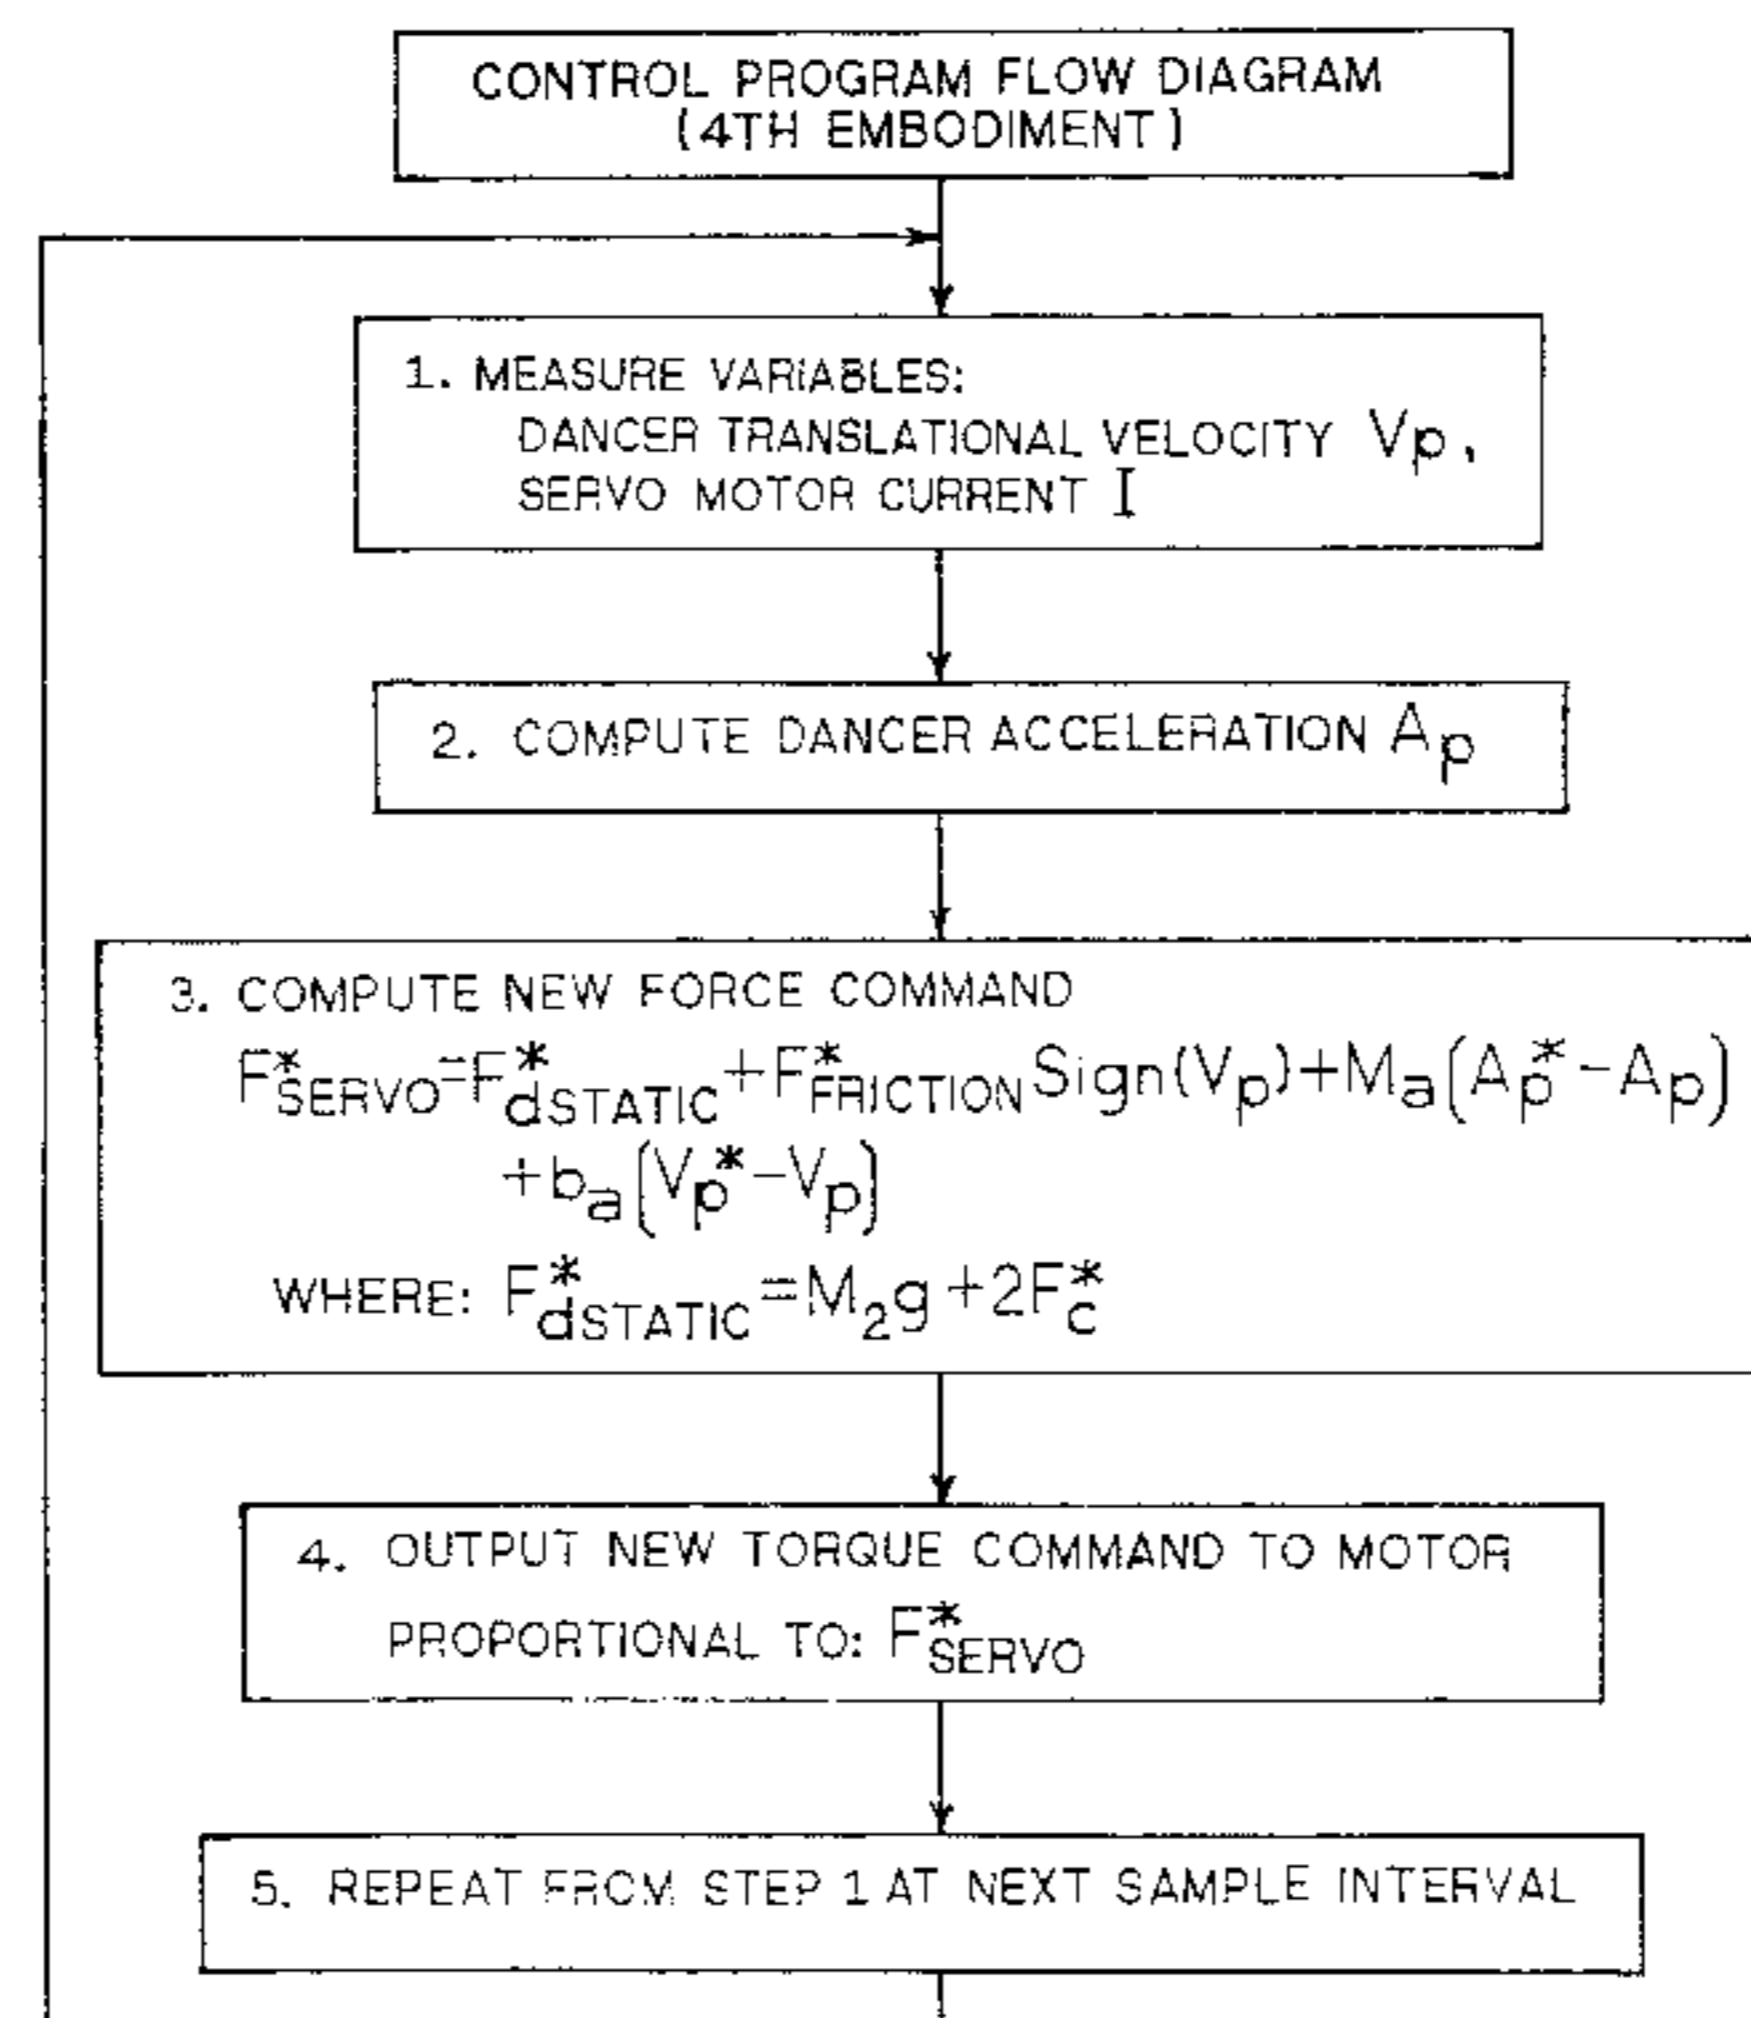 CONTROL PROGRAM FLOW DIAGRAM
(4TH EMBODIMENT)
1. MEASURE VARIABLES:
DANCER TRANSLATIONAL VELOCITY Vp,
SERVO MOTOR CURRENT I
2. COMPUTE DANCER ACCELERATION Ap
3. COMPUTE NEW FORCE COMMAND
F*SERVO=F*dSTATIC+F*FRICTION Sign(Vp)+Ma(Ap*-Ap)
+ba(Vp*-Vp)
WHERE: F*dSTATIC=M2g+2F*c
4. OUTPUT NEW TORQUE COMMAND TO MOTOR
PROPORTIONAL TO: F*SERVO
5. REPEAT FROM STEP 1 AT NEXT SAMPLE INTERVAL